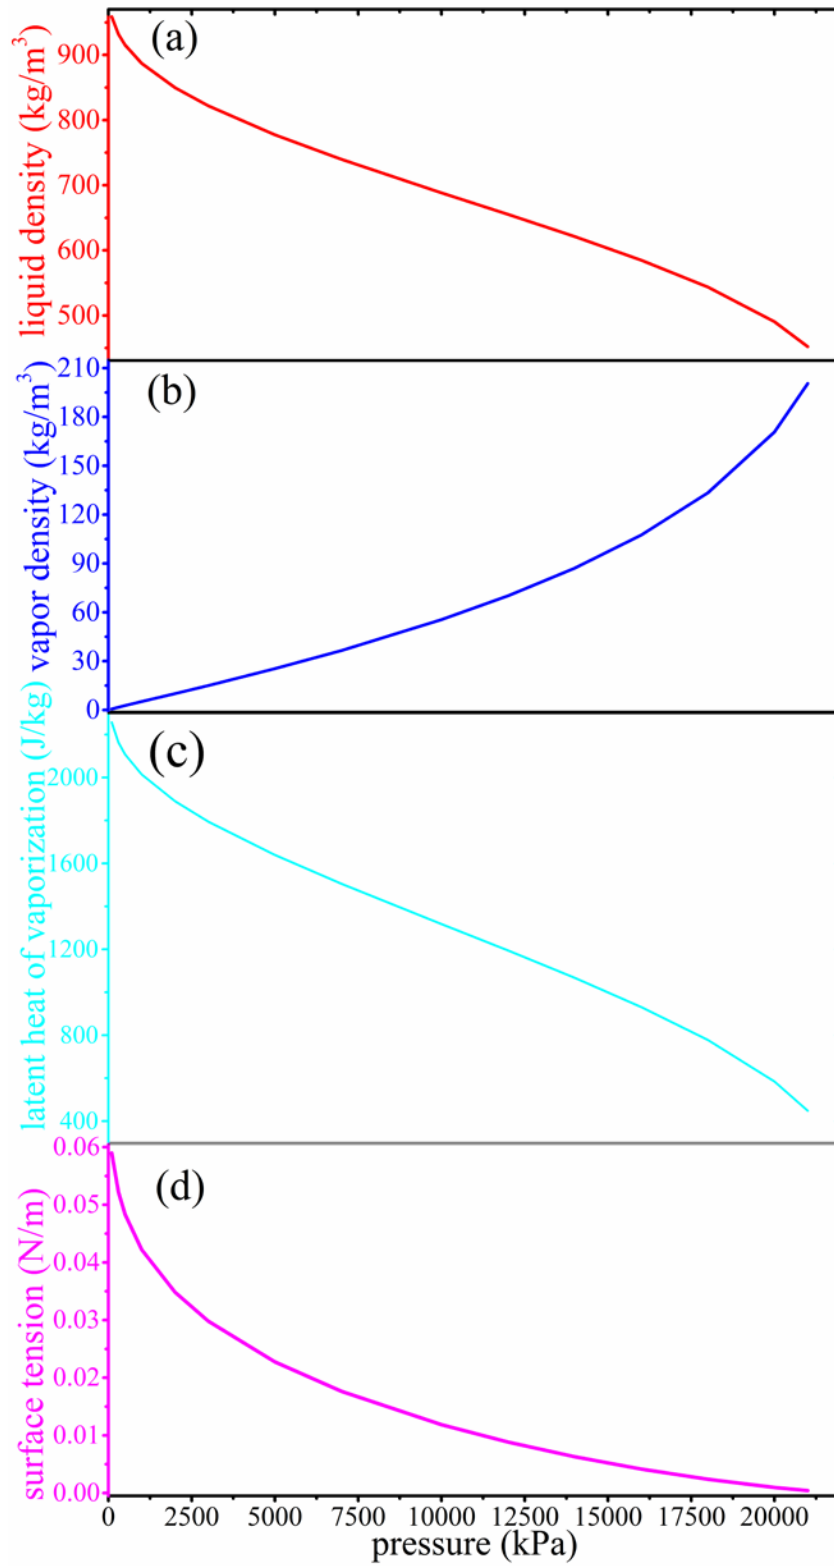 (a)
liquid density (kg/m³)
900
800
700
600
500
(b)
vapor density (kg/m³)
210
180
150
120
90
60
30
0
(c)
latent heat of vaporization (J/kg)
2000
1600
1200
800
400
(d)
surface tension (N/m)
0.06
0.05
0.04
0.03
0.02
0.01
0.00
0 2500 5000 7500 10000 12500 15000 17500 20000
pressure (kPa)